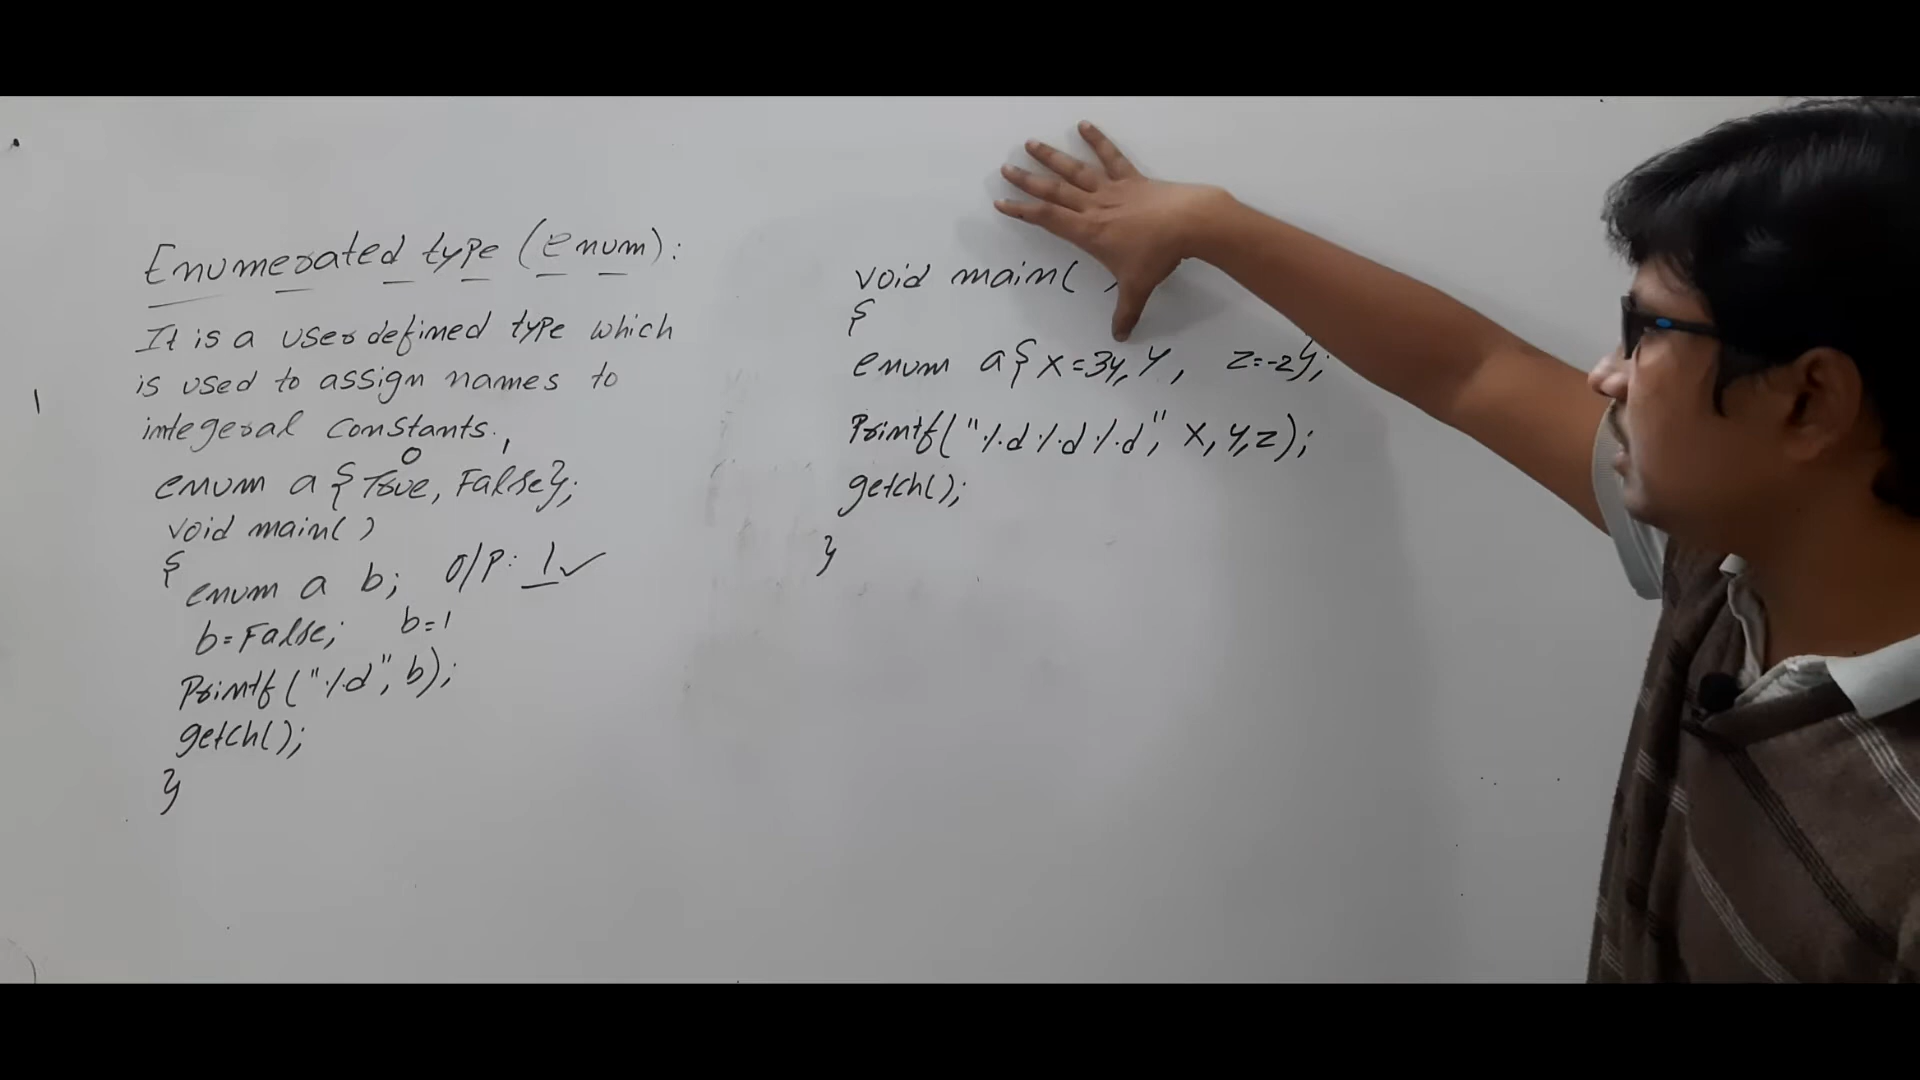 Enumerated type (enum):
It is a user defined type which
is used to assign names to
integeral constants.
0 1
enum a {True, False};
void main()
{
enum a b; O/P: 1 ✓
b=False; b=1
Printf("%d", b);
getch();
}
void main( )
{
enum a{x=34,y, z=-2};
Printf("%d%d%d", x,y,z);
getch();
}